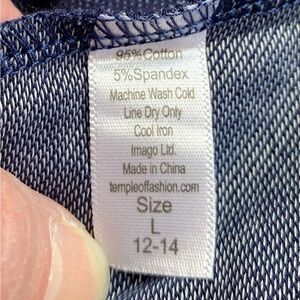 95%Cotton
5%Spandex
Machine Wash Cold
Line Dry Only
Cool Iron
Imago Ltd.
Made in China
templeoffashion.com
Size
L
12-14